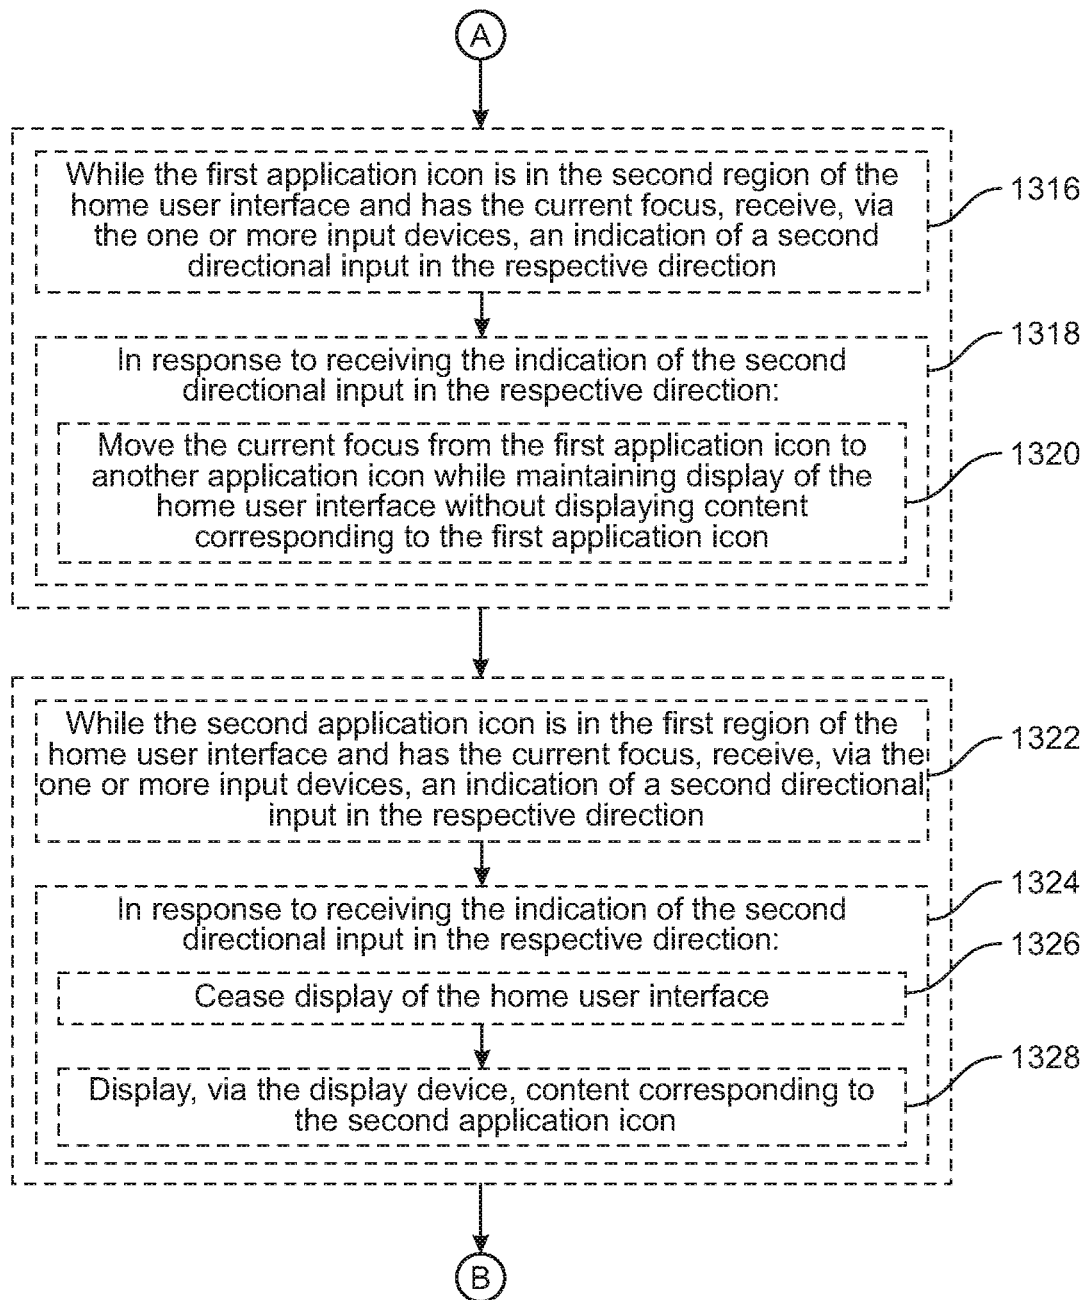 A
While the first application icon is in the second region of the
home user interface and has the current focus, receive, via
the one or more input devices, an indication of a second
directional input in the respective direction
1316
In response to receiving the indication of the second
directional input in the respective direction:
1318
Move the current focus from the first application icon to
another application icon while maintaining display of the
home user interface without displaying content
corresponding to the first application icon
1320
While the second application icon is in the first region of the
home user interface and has the current focus, receive, via the
one or more input devices, an indication of a second directional
input in the respective direction
1322
In response to receiving the indication of the second
directional input in the respective direction:
1324
Cease display of the home user interface
1326
Display, via the display device, content corresponding to
the second application icon
1328
B